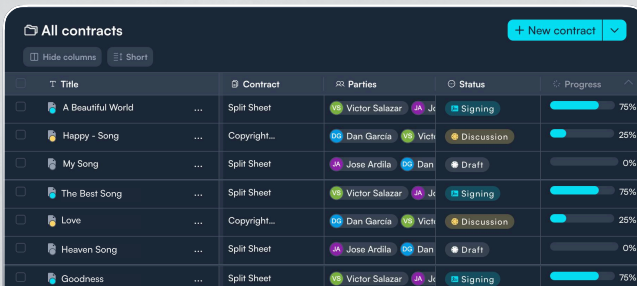 All contracts
+ New contract
Hide columns Short
Title Contract Parties Status Progress
A Beautiful World ... Split Sheet VS Victor Salazar JA Signing 75%
Happy - Song ... Copyright... DG Dan García VS Discussion 25%
My Song ... Split Sheet JA Jose Ardila DG Dan Draft 0%
The Best Song ... Split Sheet VS Victor Salazar JA Signing 75%
Love ... Copyright... DG Dan García VS Discussion 25%
Heaven Song ... Split Sheet JA Jose Ardila DG Dan Draft 0%
Goodness ... Split Sheet VS Victor Salazar JA Signing 75%